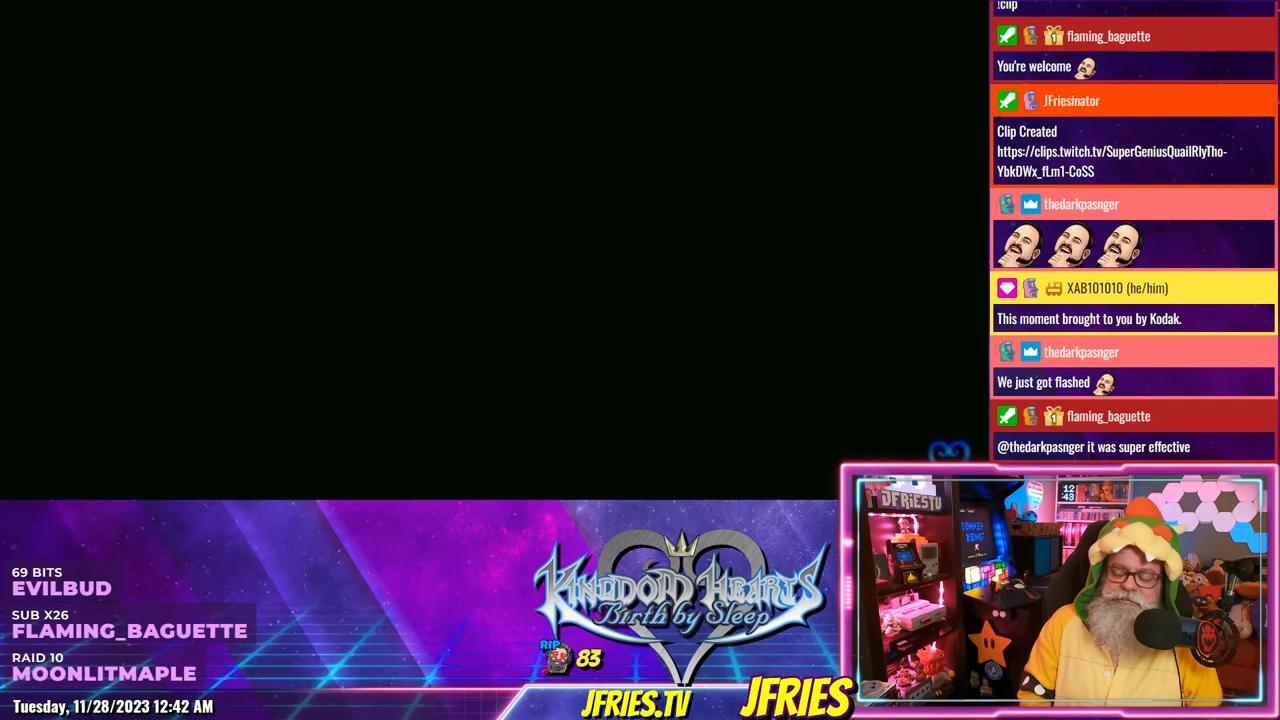 !clip
flaming_baguette
You're welcome
JFriesinator
Clip Created
https://clips.twitch.tv/SuperGeniusQuailRlyTho-
YbkDWx_fLm1-CoSS
thedarkpasnger
XAB101010 (he/him)
This moment brought to you by Kodak.
thedarkpasnger
We just got flashed
flaming_baguette
@thedarkpasnger it was super effective
69 BITS
EVILBUD
SUB X26
FLAMING_BAGUETTE
RAID 10
MOONLITMAPLE
Tuesday, 11/28/2023 12:42 AM
KINGDOM HEARTS
Birth by Sleep
RIP
83
JFRIES.TV
JFRIES
JFRIESTV
12
43
DONKEY
KONG